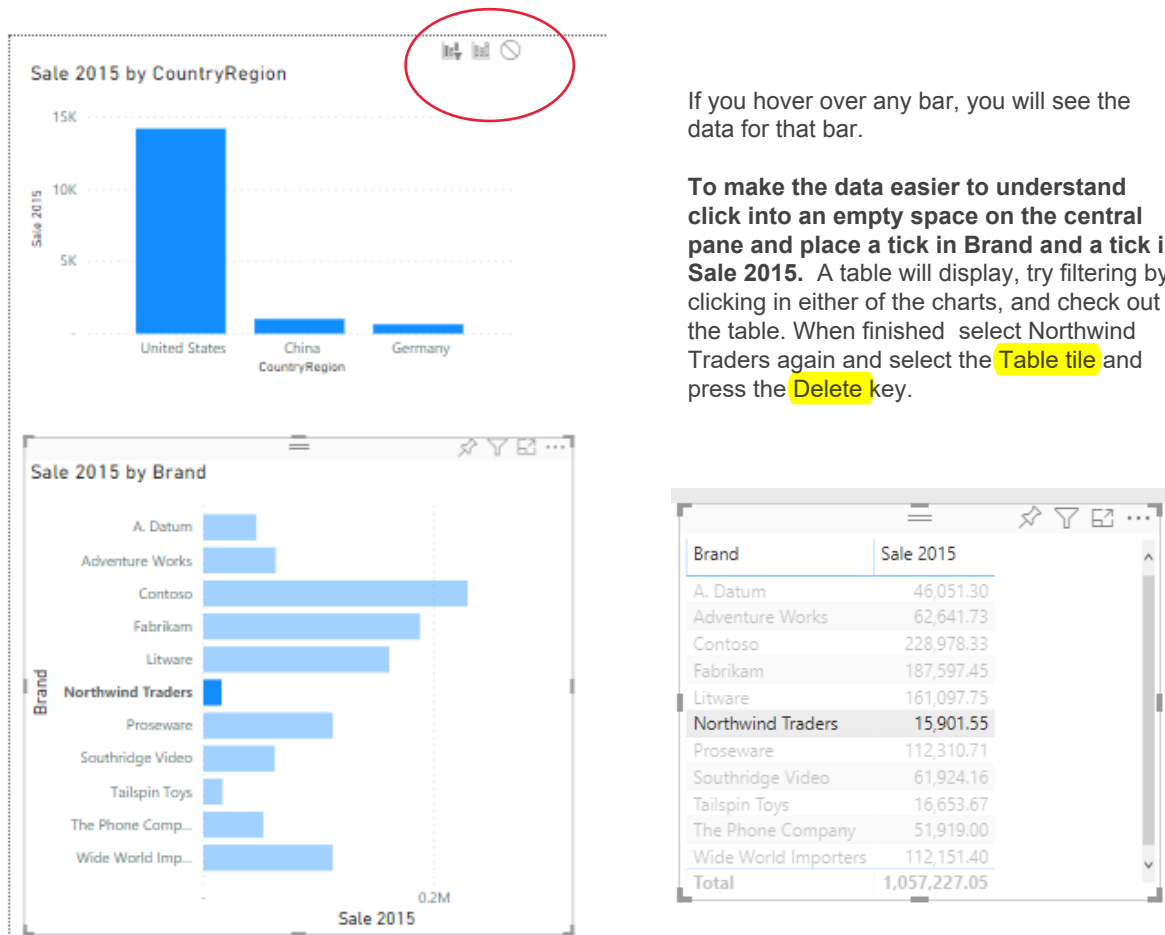 Sale 2015 by CountryRegion
15K
10K
5K
-
Sale 2015
United States
China
Germany
CountryRegion
If you hover over any bar, you will see the
data for that bar.
To make the data easier to understand
click into an empty space on the central
pane and place a tick in Brand and a tick i
Sale 2015. A table will display, try filtering by
clicking in either of the charts, and check out
the table. When finished select Northwind
Traders again and select the Table tile and
press the Delete key.
Sale 2015 by Brand
Brand
A. Datum
Adventure Works
Contoso
Fabrikam
Litware
Northwind Traders
Proseware
Southridge Video
Tailspin Toys
The Phone Comp...
Wide World Imp...
- 0.2M
Sale 2015
Brand Sale 2015
A. Datum 46,051.30
Adventure Works 62,641.73
Contoso 228,978.33
Fabrikam 187,597.45
Litware 161,097.75
Northwind Traders 15,901.55
Proseware 112,310.71
Southridge Video 61,924.16
Tailspin Toys 16,653.67
The Phone Company 51,919.00
Wide World Importers 112,151.40
Total 1,057,227.05